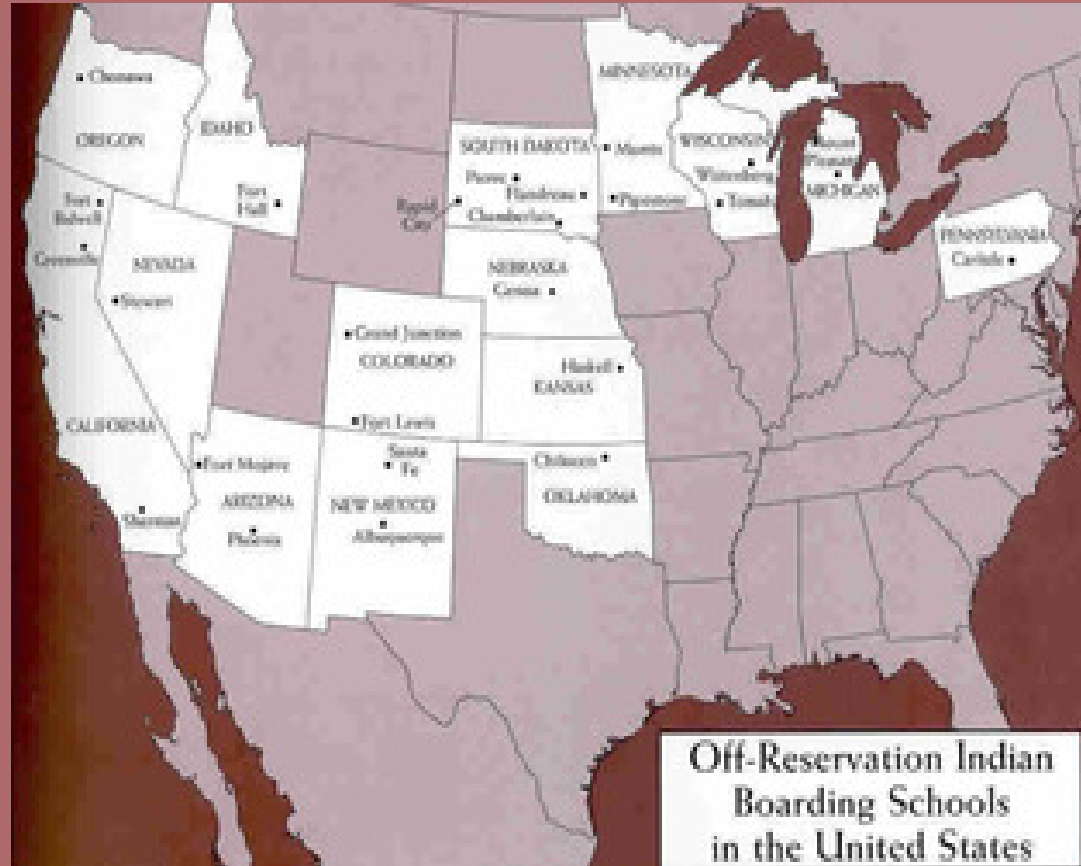 Chemawa
OREGON
IDAHO
Fort
Hall
Fort
Bidwell
Greenville
NEVADA
Stewart
CALIFORNIA
Sherman
Fort Mojave
ARIZONA
Phoenix
Grand Junction
COLORADO
Fort Lewis
Santa
Fe
NEW MEXICO
Albuquerque
SOUTH DAKOTA
Pierre
Flandreau
Rapid
City
Chamberlain
NEBRASKA
Genoa
Haskell
KANSAS
Chilocco
OKLAHOMA
MINNESOTA
Morris
Pipestone
WISCONSIN
Wittenberg
Tomah
Mount
Pleasant
MICHIGAN
PENNSYLVANIA
Carlisle
Off-Reservation Indian
Boarding Schools
in the United States